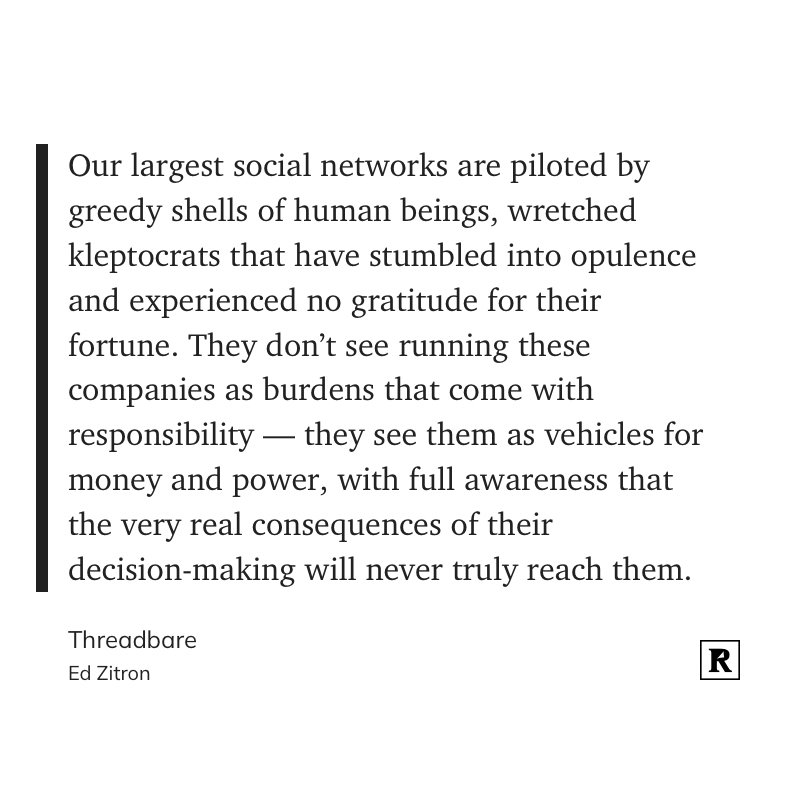 Our largest social networks are piloted by
greedy shells of human beings, wretched
kleptocrats that have stumbled into opulence
and experienced no gratitude for their
fortune. They don’t see running these
companies as burdens that come with
responsibility — they see them as vehicles for
money and power, with full awareness that
the very real consequences of their
decision-making will never truly reach them.
Threadbare
Ed Zitron
R